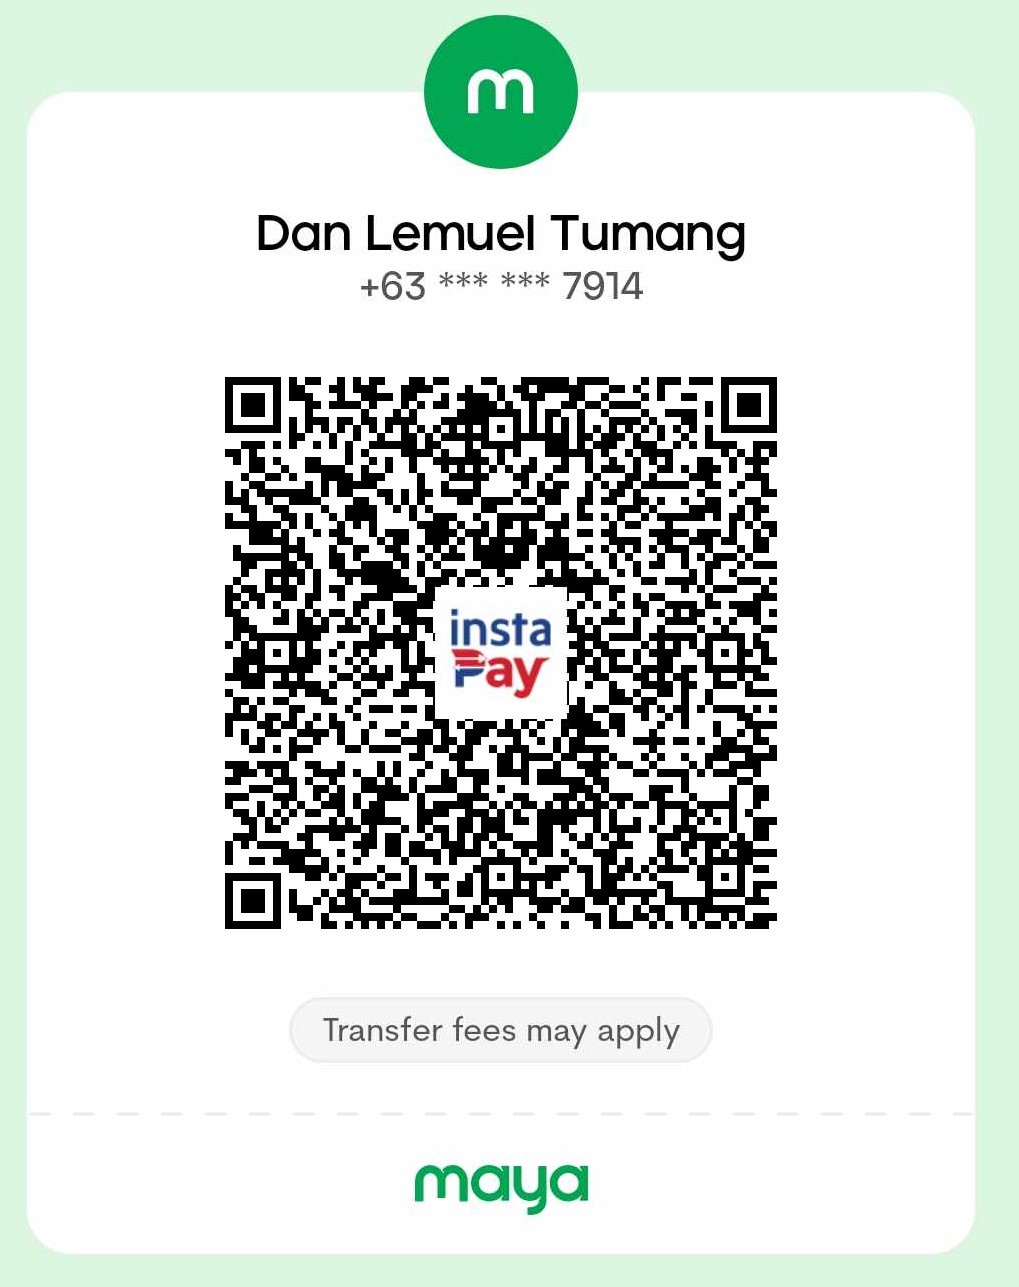 m
Dan Lemuel Tumang
+63 *** *** 7914
insta
Pay
Transfer fees may apply
maya